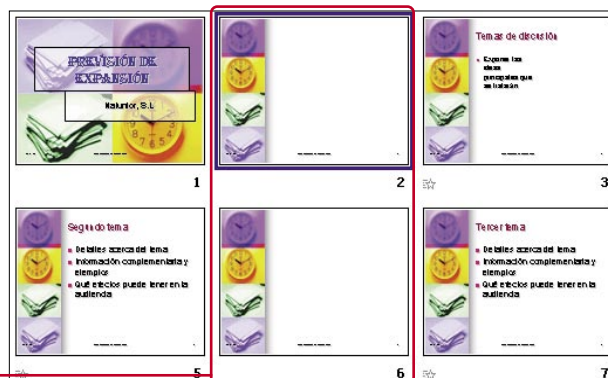 PREVISIÓN DE
EXPANSIÓN
Naluntor, S.L.
1
2
Temas de discusión
Exponer las
ideas
principales que
se tratarán
3
Segundo tema
Detalles acerca del tema
Información complementaria y
ejemplos
Qué efectos puede tener en la
audiencia
5
6
Tercer tema
Detalles acerca del tema
Información complementaria y
ejemplos
Qué efectos puede tener en la
audiencia
7